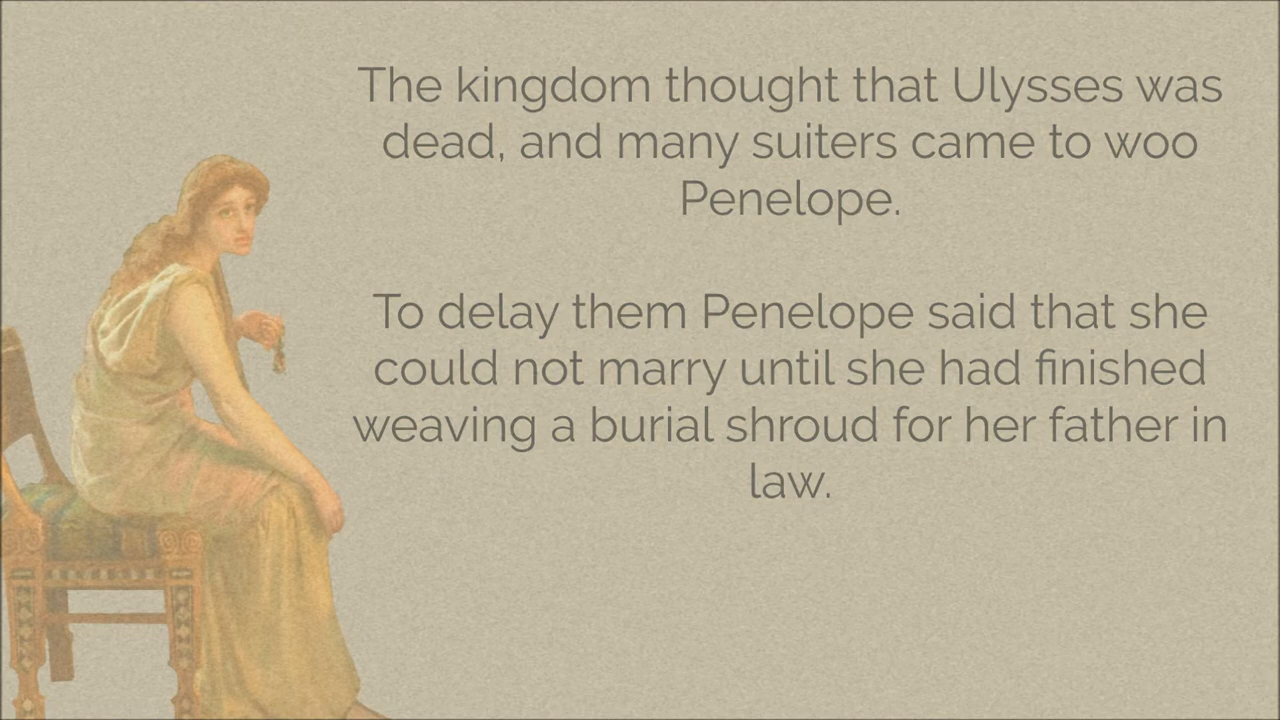 The kingdom thought that Ulysses was
dead, and many suiters came to woo
Penelope.
To delay them Penelope said that she
could not marry until she had finished
weaving a burial shroud for her father in
law.